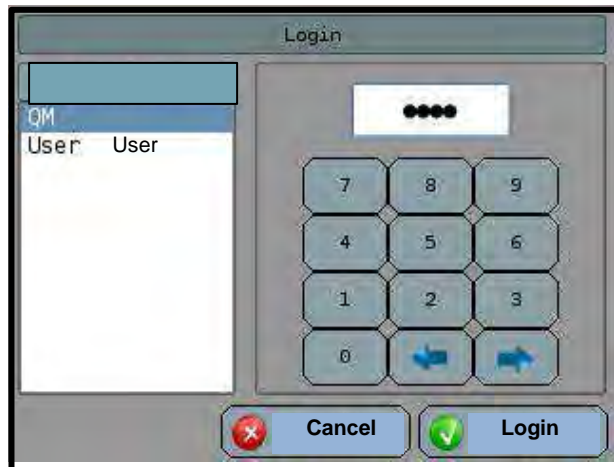 Login
QM
User User
●●●●
7 8 9
4 5 6
1 2 3
0
Cancel Login